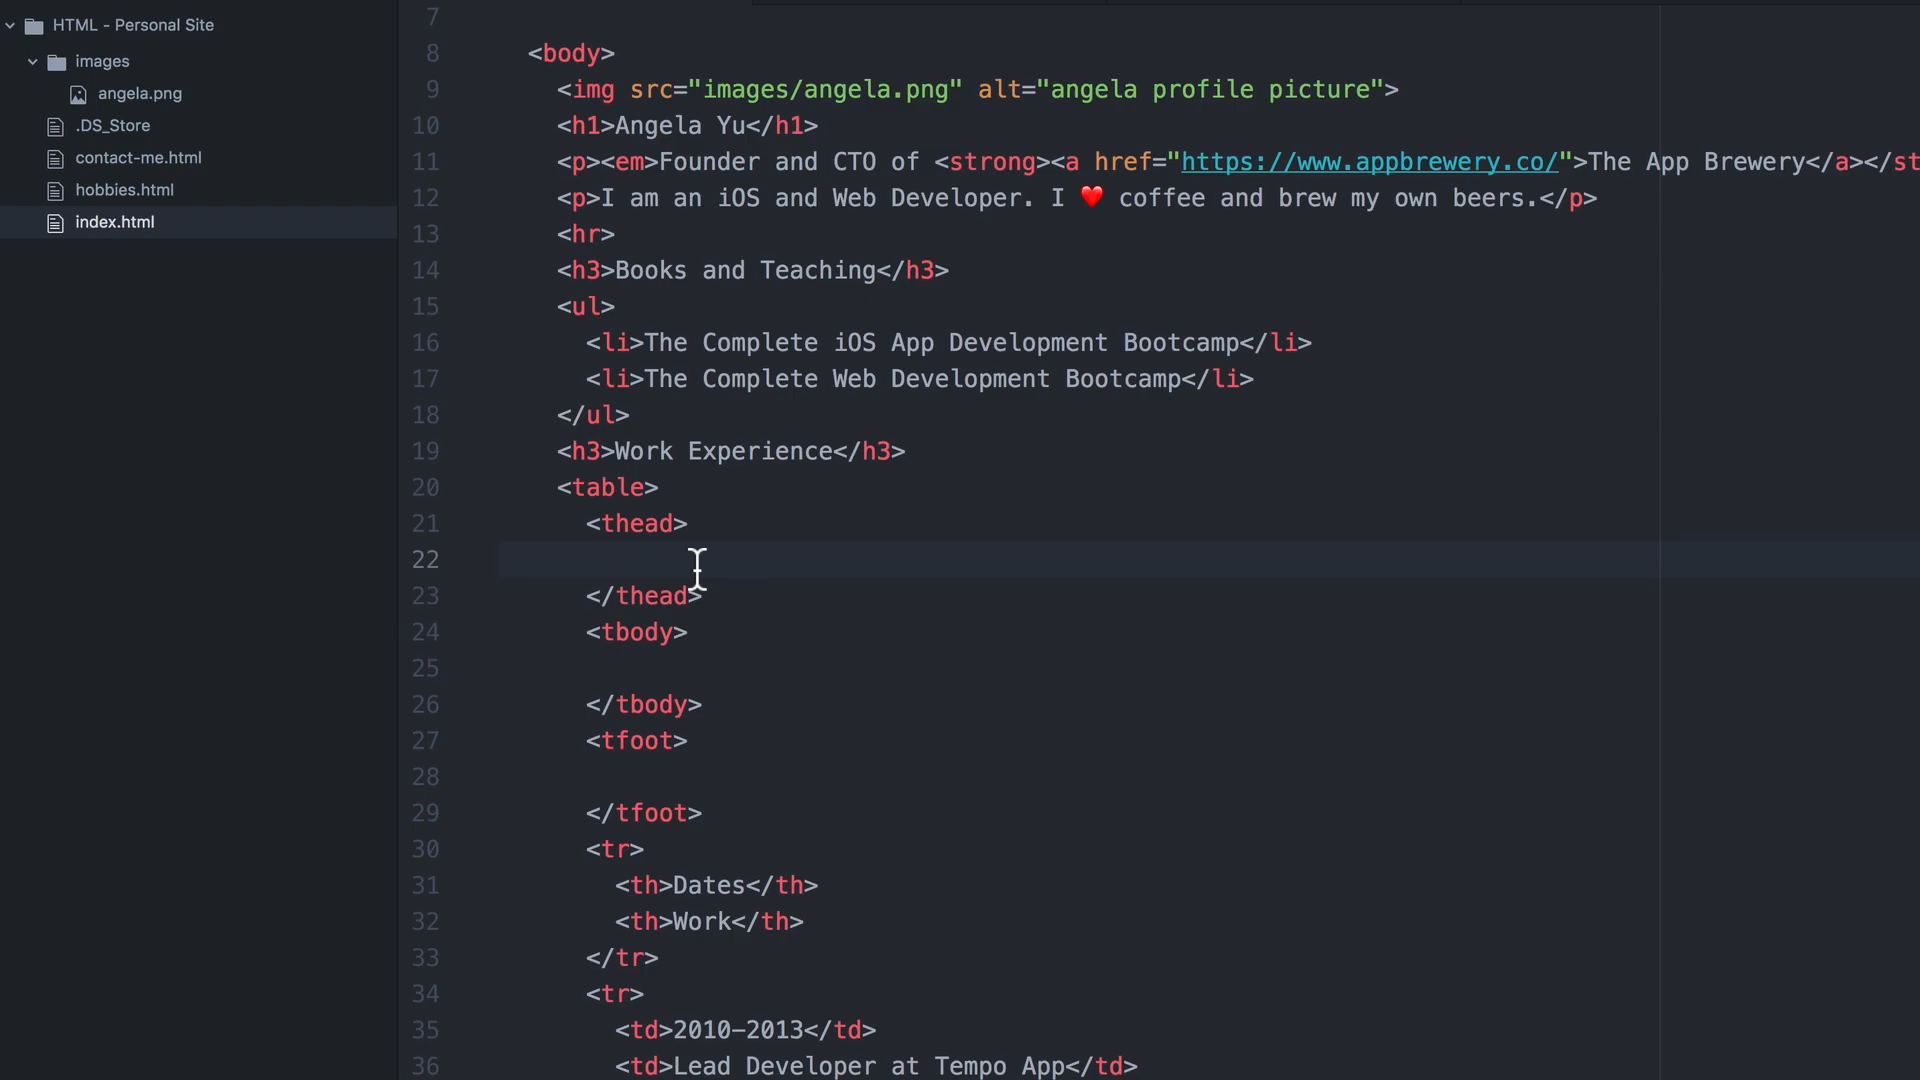 HTML - Personal Site
images
angela.png
.DS_Store
contact-me.html
hobbies.html
index.html
7
8 <body>
9 <img src="images/angela.png" alt="angela profile picture">
10 <h1>Angela Yu</h1>
11 <p><em>Founder and CTO of <strong><a href="https://www.appbrewery.co/">The App Brewery</a></st
12 <p>I am an iOS and Web Developer. I ❤️ coffee and brew my own beers.</p>
13 <hr>
14 <h3>Books and Teaching</h3>
15 <ul>
16 <li>The Complete iOS App Development Bootcamp</li>
17 <li>The Complete Web Development Bootcamp</li>
18 </ul>
19 <h3>Work Experience</h3>
20 <table>
21 <thead>
22
23 </thead>
24 <tbody>
25
26 </tbody>
27 <tfoot>
28
29 </tfoot>
30 <tr>
31 <th>Dates</th>
32 <th>Work</th>
33 </tr>
34 <tr>
35 <td>2010-2013</td>
36 <td>Lead Developer at Tempo App</td>